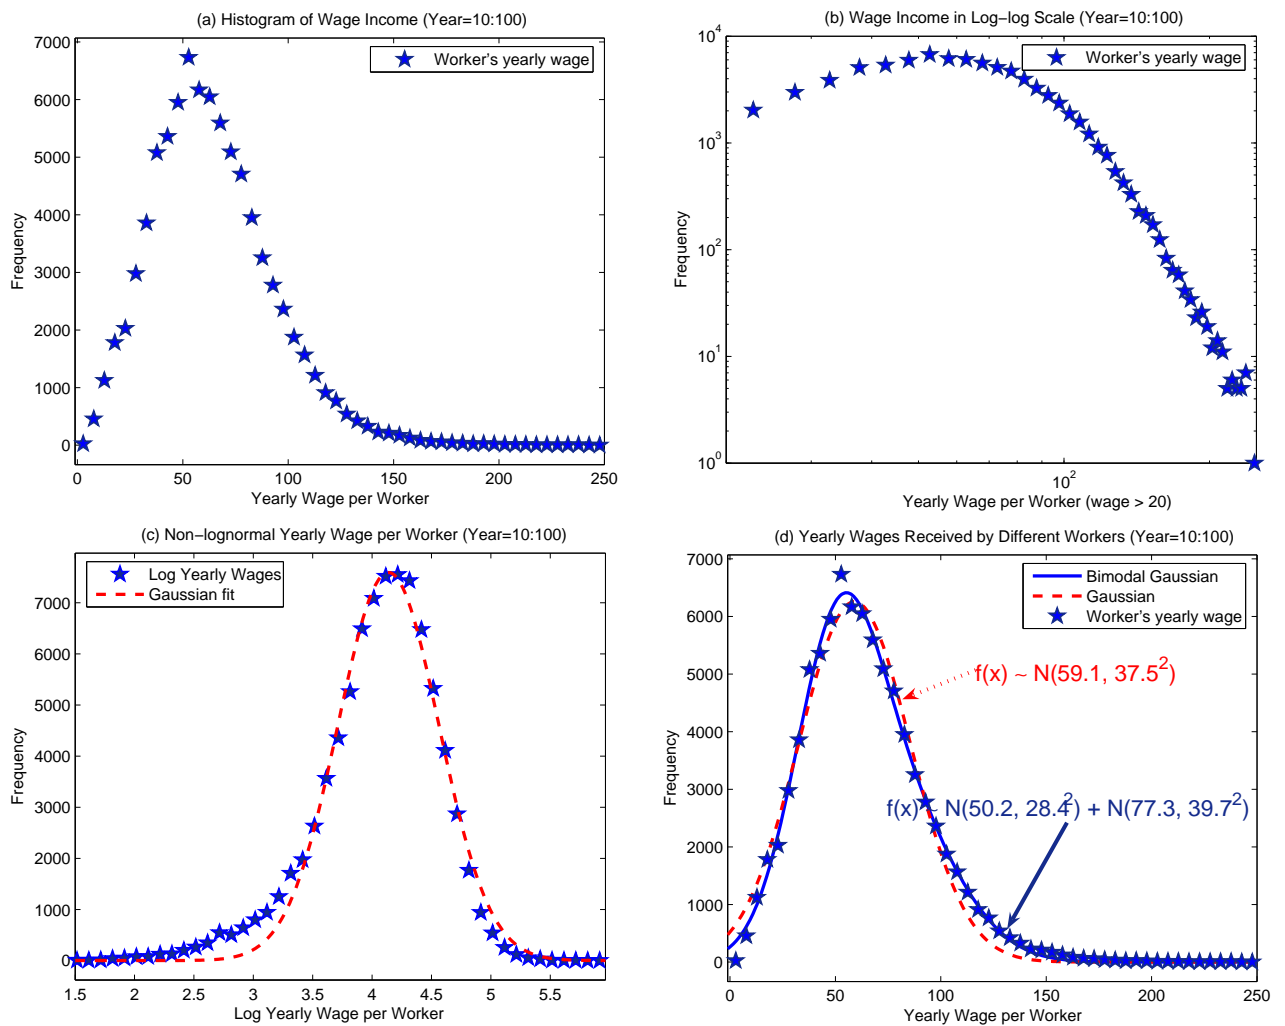 (a) Histogram of Wage Income (Year=10:100)
7000
6000
5000
4000
3000
2000
1000
0
Frequency
Worker's yearly wage
0 50 100 150 200 250
Yearly Wage per Worker
(b) Wage Income in Log−log Scale (Year=10:100)
10^4
10^3
10^2
10^1
10^0
Frequency
Worker's yearly wage
10^2
Yearly Wage per Worker (wage > 20)
(c) Non−lognormal Yearly Wage per Worker (Year=10:100)
7000
6000
5000
4000
3000
2000
1000
0
Frequency
Log Yearly Wages
Gaussian fit
1.5 2 2.5 3 3.5 4 4.5 5 5.5
Log Yearly Wage per Worker
(d) Yearly Wages Received by Different Workers (Year=10:100)
7000
6000
5000
4000
3000
2000
1000
0
Frequency
Bimodal Gaussian
Gaussian
Worker's yearly wage
f(x) ~ N(59.1, 37.5^2)
f(x) ~ N(50.2, 28.4^2) + N(77.3, 39.7^2)
0 50 100 150 200 250
Yearly Wage per Worker